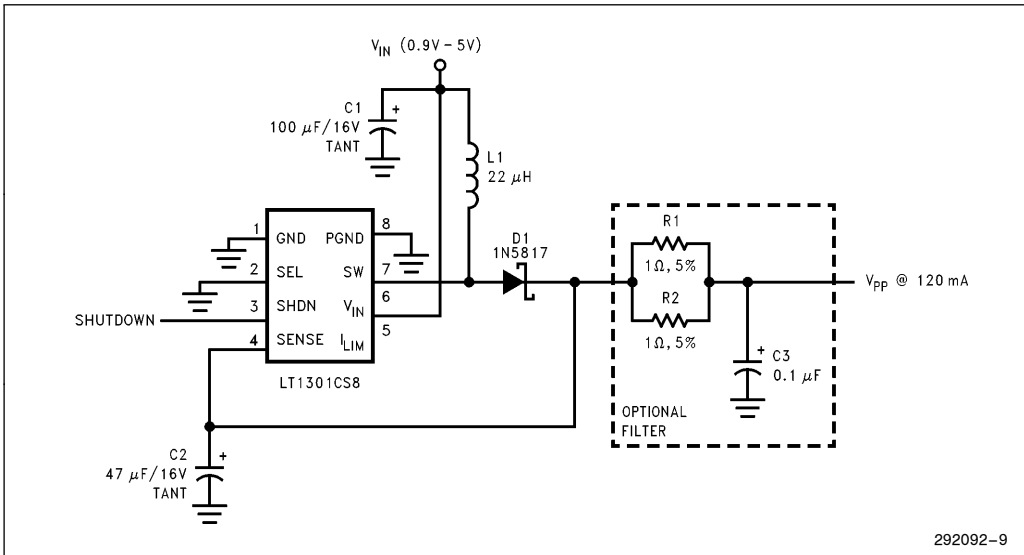 V_IN (0.9V – 5V)
C1
+
100 μF/16V
TANT
L1
22 μH
1
GND
PGND
8
2
SEL
SW
7
SHUTDOWN
3
SHDN
V_IN
6
4
SENSE
I_LIM
5
LT1301CS8
D1
1N5817
R1
1Ω, 5%
R2
1Ω, 5%
V_PP @ 120 mA
+
C3
0.1 μF
OPTIONAL
FILTER
C2
+
47 μF/16V
TANT
292092–9